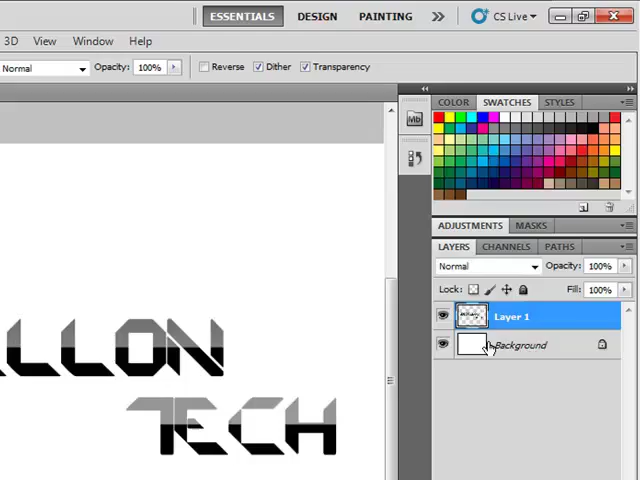 ESSENTIALS DESIGN PAINTING CS Live
3D View Window Help
Normal Opacity: 100% Reverse Dither Transparency
Mb
COLOR SWATCHES STYLES
ADJUSTMENTS MASKS
LAYERS CHANNELS PATHS
Normal Opacity: 100%
Lock: Fill: 100%
Layer 1
Background
LLON
TECH